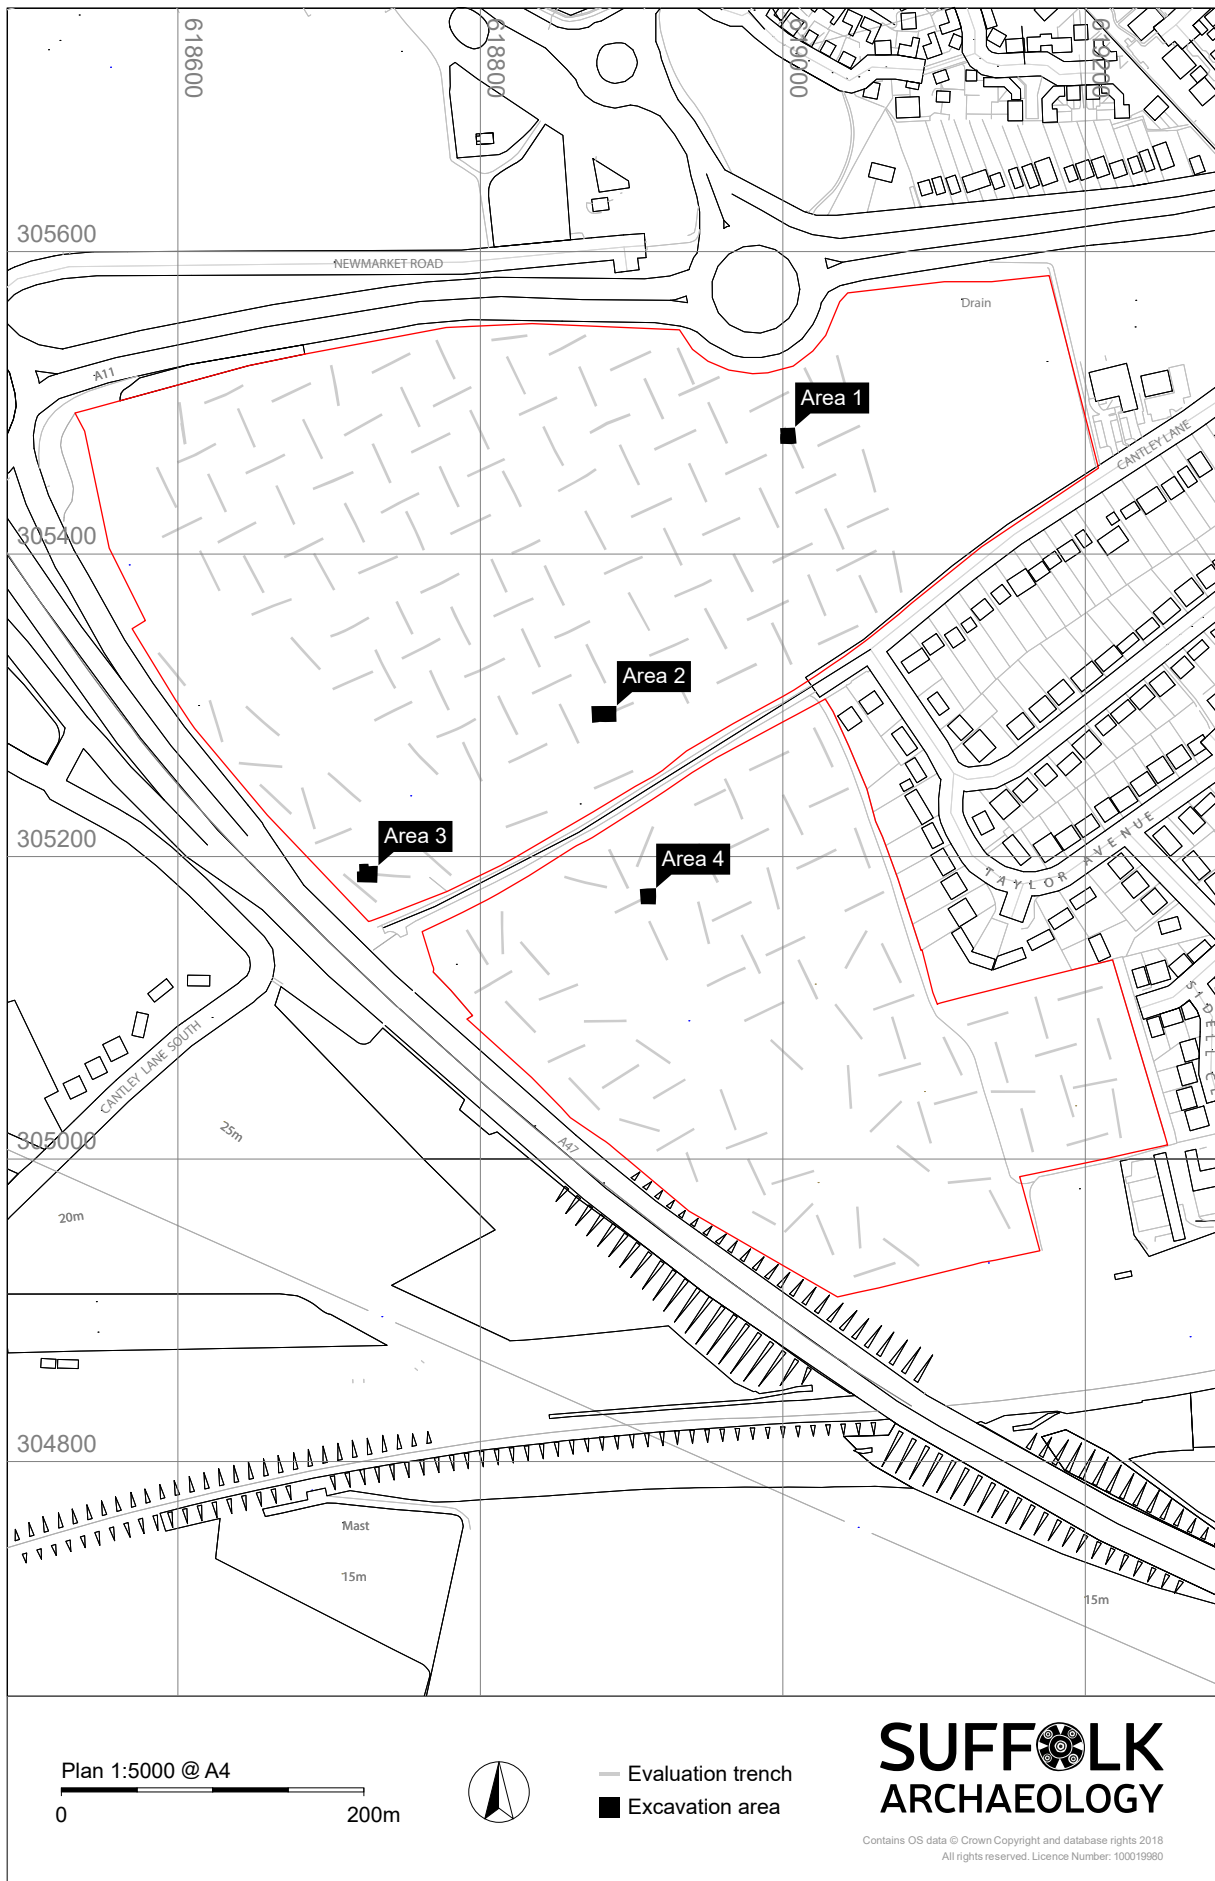 618600
618800
619000
619200
305600
NEWMARKET ROAD
Drain
A11
Area 1
CANTLEY LANE
305400
Area 2
305200
Area 3
Area 4
TAYLOR AVENUE
SIDELL CL
CANTLEY LANE SOUTH
25m
305000
A47
20m
304800
Mast
15m
15m
Plan 1:5000 @ A4
0 200m
Evaluation trench
Excavation area
SUFFOLK
ARCHAEOLOGY
Contains OS data © Crown Copyright and database rights 2018
All rights reserved. Licence Number: 100019980